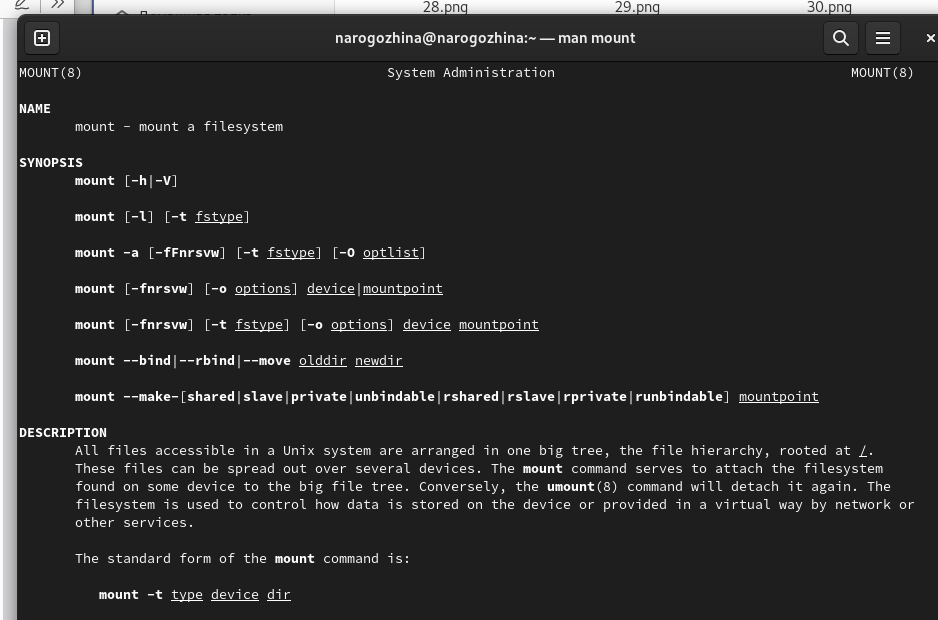 28.png 29.png 30.png
narogozhina@narogozhina:~ — man mount
MOUNT(8) System Administration MOUNT(8)
NAME
mount - mount a filesystem
SYNOPSIS
mount [-h|-V]
mount [-l] [-t fstype]
mount -a [-fFnrsvw] [-t fstype] [-O optlist]
mount [-fnrsvw] [-o options] device|mountpoint
mount [-fnrsvw] [-t fstype] [-o options] device mountpoint
mount --bind|--rbind|--move olddir newdir
mount --make-[shared|slave|private|unbindable|rshared|rslave|rprivate|runbindable] mountpoint
DESCRIPTION
All files accessible in a Unix system are arranged in one big tree, the file hierarchy, rooted at /.
These files can be spread out over several devices. The mount command serves to attach the filesystem
found on some device to the big file tree. Conversely, the umount(8) command will detach it again. The
filesystem is used to control how data is stored on the device or provided in a virtual way by network or
other services.
The standard form of the mount command is:
mount -t type device dir